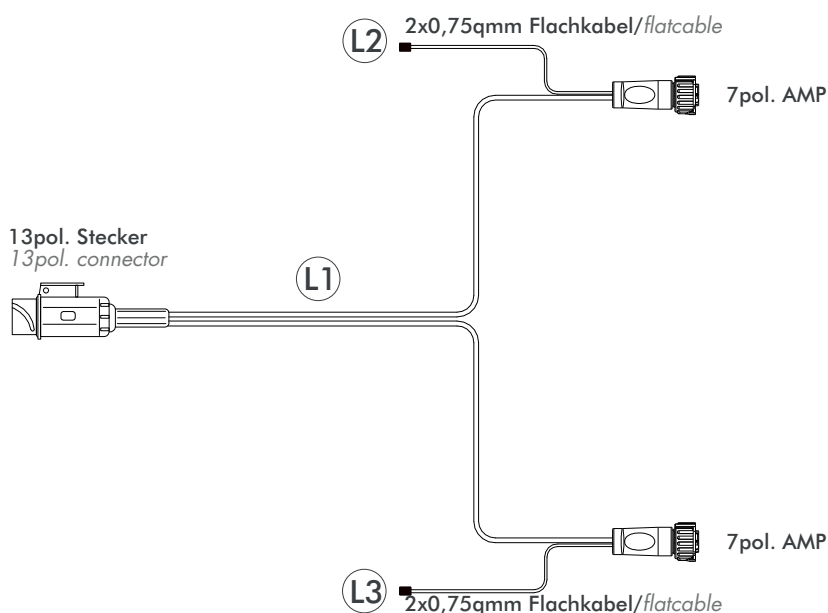 L2
2x0,75qmm Flachkabel/flatcable
7pol. AMP
13pol. Stecker
13pol. connector
L1
7pol. AMP
L3
2x0,75qmm Flachkabel/flatcable